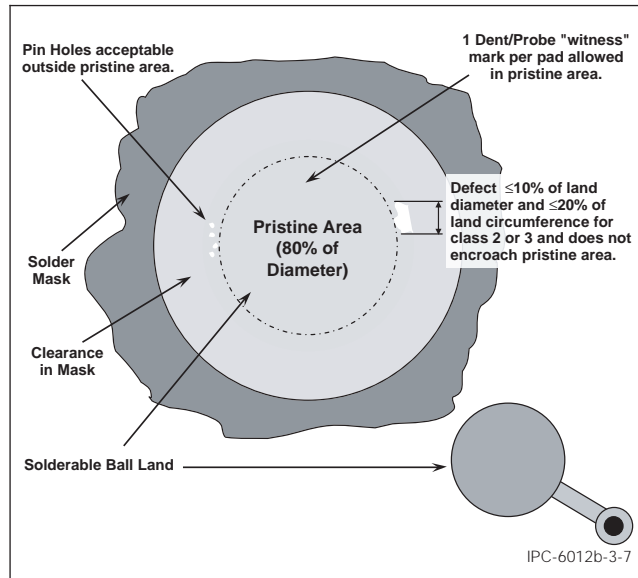 Pin Holes acceptable
outside pristine area.
1 Dent/Probe "witness"
mark per pad allowed
in pristine area.
Defect ≤10% of land
diameter and ≤20% of
land circumference for
class 2 or 3 and does not
encroach pristine area.
Pristine Area
(80% of
Diameter)
Solder
Mask
Clearance
in Mask
Solderable Ball Land
IPC-6012b-3-7